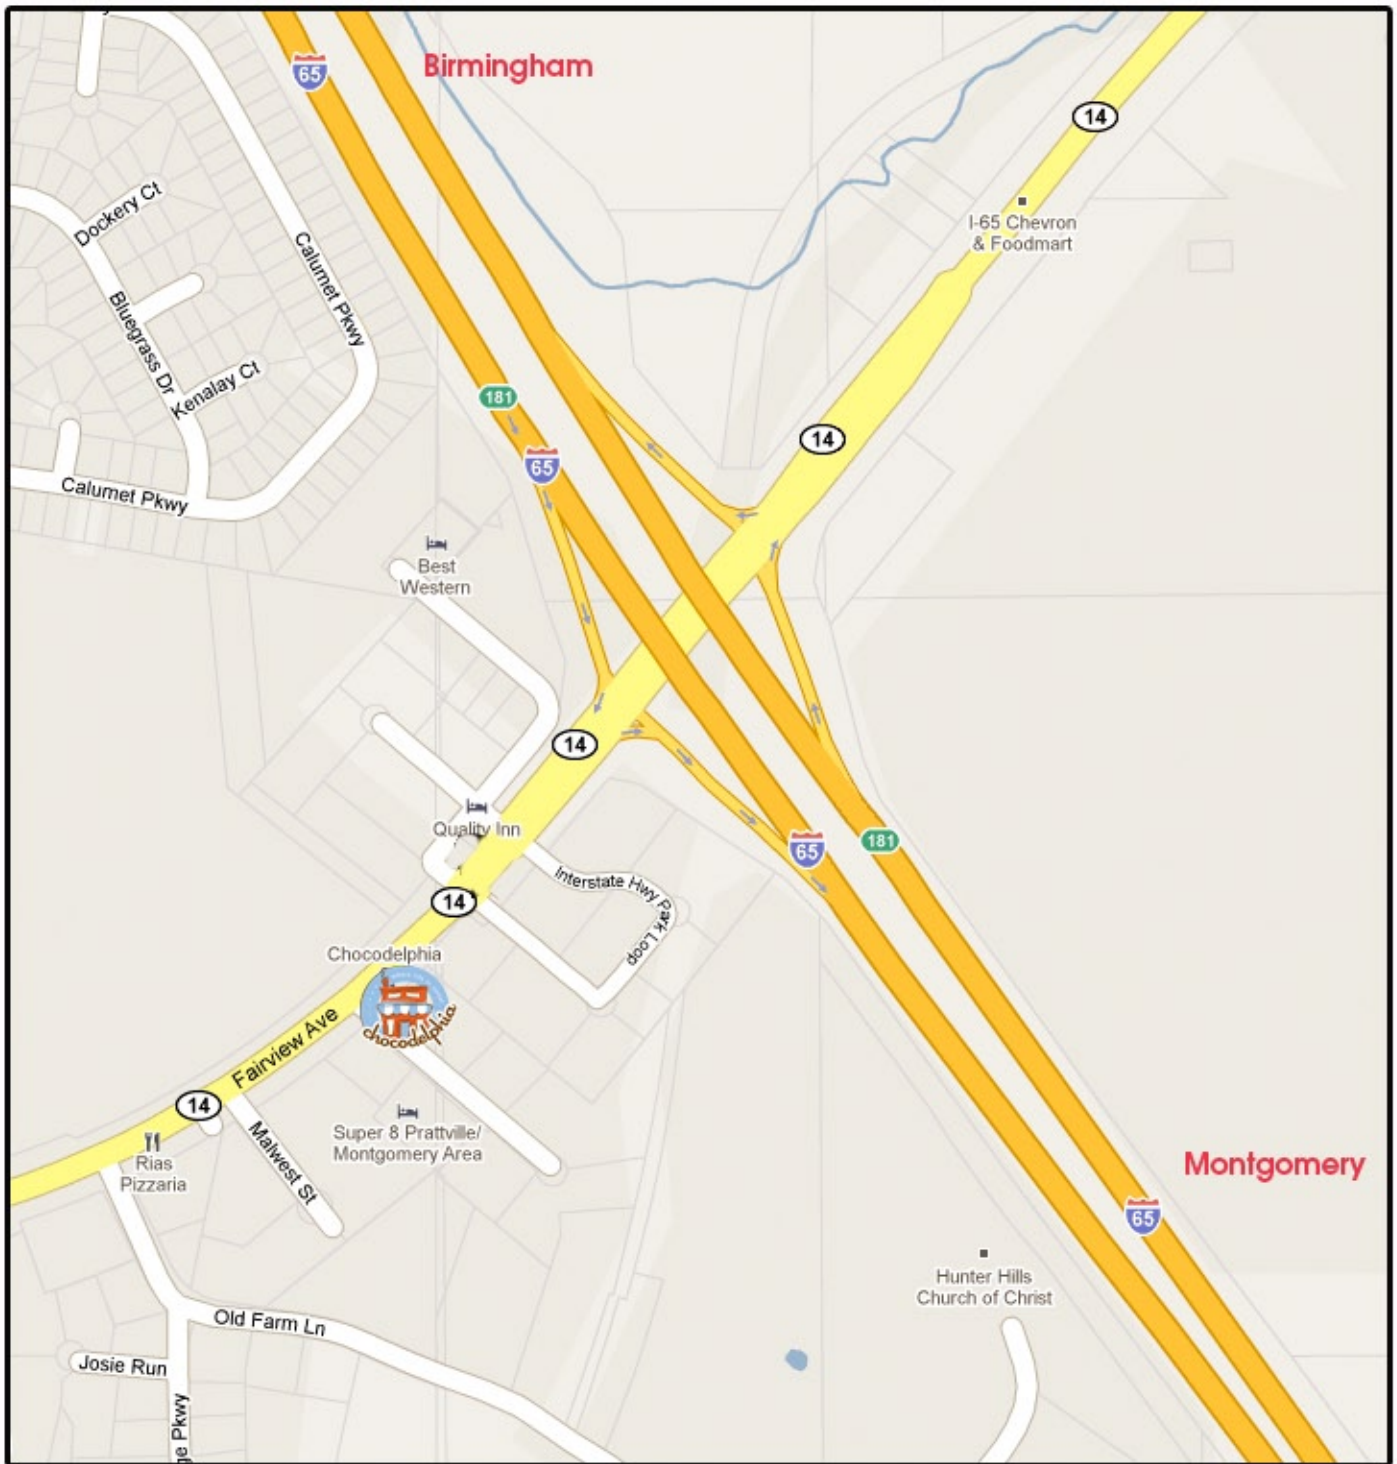 65
Birmingham
14
Dockery Ct
I-65 Chevron
& Foodmart
Calumet Pkwy
Bluegrass Dr
Kenalay Ct
181
14
65
Calumet Pkwy
Best
Western
14
Quality Inn
65
181
Interstate Hwy Park Loop
14
Chocodelphia
chocodelphia
Fairview Ave
14
Malwest St
Super 8 Prattville/
Montgomery Area
Rias
Pizzaria
Montgomery
65
Hunter Hills
Church of Christ
Old Farm Ln
Josie Run
ge Pkwy